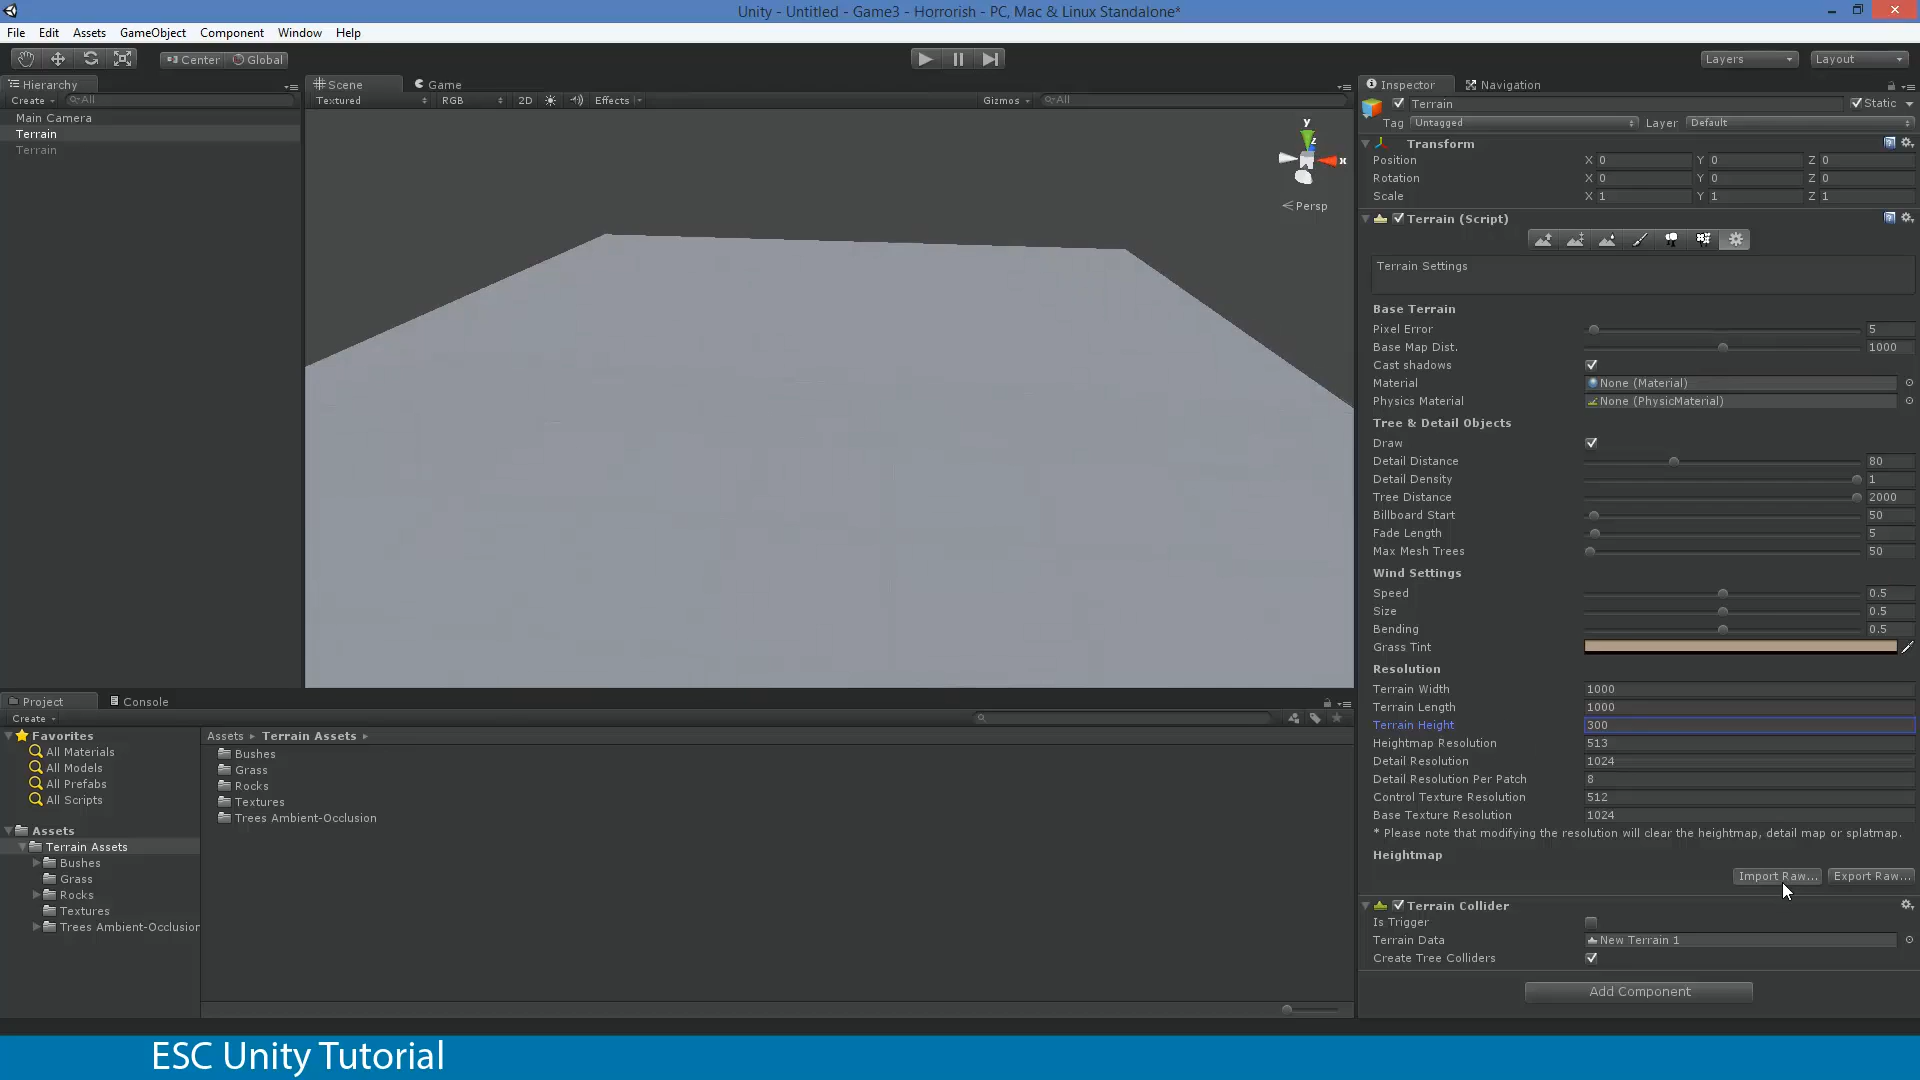 Unity - Untitled - Game3 - Horrorish - PC, Mac & Linux Standalone*
File Edit Assets GameObject Component Window Help
Center Global Layers Layout
Hierarchy
Create All
Main Camera
Terrain
Terrain
Scene Game
Textured RGB 2D Effects Gizmos All
y
z
x
Persp
Inspector Navigation
Terrain Static
Tag Untagged Layer Default
Transform
Position X 0 Y 0 Z 0
Rotation X 0 Y 0 Z 0
Scale X 1 Y 1 Z 1
Terrain (Script)
Terrain Settings
Base Terrain
Pixel Error 5
Base Map Dist. 1000
Cast shadows
Material None (Material)
Physics Material None (PhysicMaterial)
Tree & Detail Objects
Draw
Detail Distance 80
Detail Density 1
Tree Distance 2000
Billboard Start 50
Fade Length 5
Max Mesh Trees 50
Wind Settings
Speed 0.5
Size 0.5
Bending 0.5
Grass Tint
Resolution
Terrain Width 1000
Terrain Length 1000
Terrain Height 300
Heightmap Resolution 513
Detail Resolution 1024
Detail Resolution Per Patch 8
Control Texture Resolution 512
Base Texture Resolution 1024
* Please note that modifying the resolution will clear the heightmap, detail map or splatmap.
Heightmap
Import Raw... Export Raw...
Terrain Collider
Is Trigger
Terrain Data New Terrain 1
Create Tree Colliders
Add Component
Project Console
Create
Favorites
All Materials
All Models
All Prefabs
All Scripts
Assets
Terrain Assets
Bushes
Grass
Rocks
Textures
Trees Ambient-Occlusion
Assets Terrain Assets
Bushes
Grass
Rocks
Textures
Trees Ambient-Occlusion
ESC Unity Tutorial